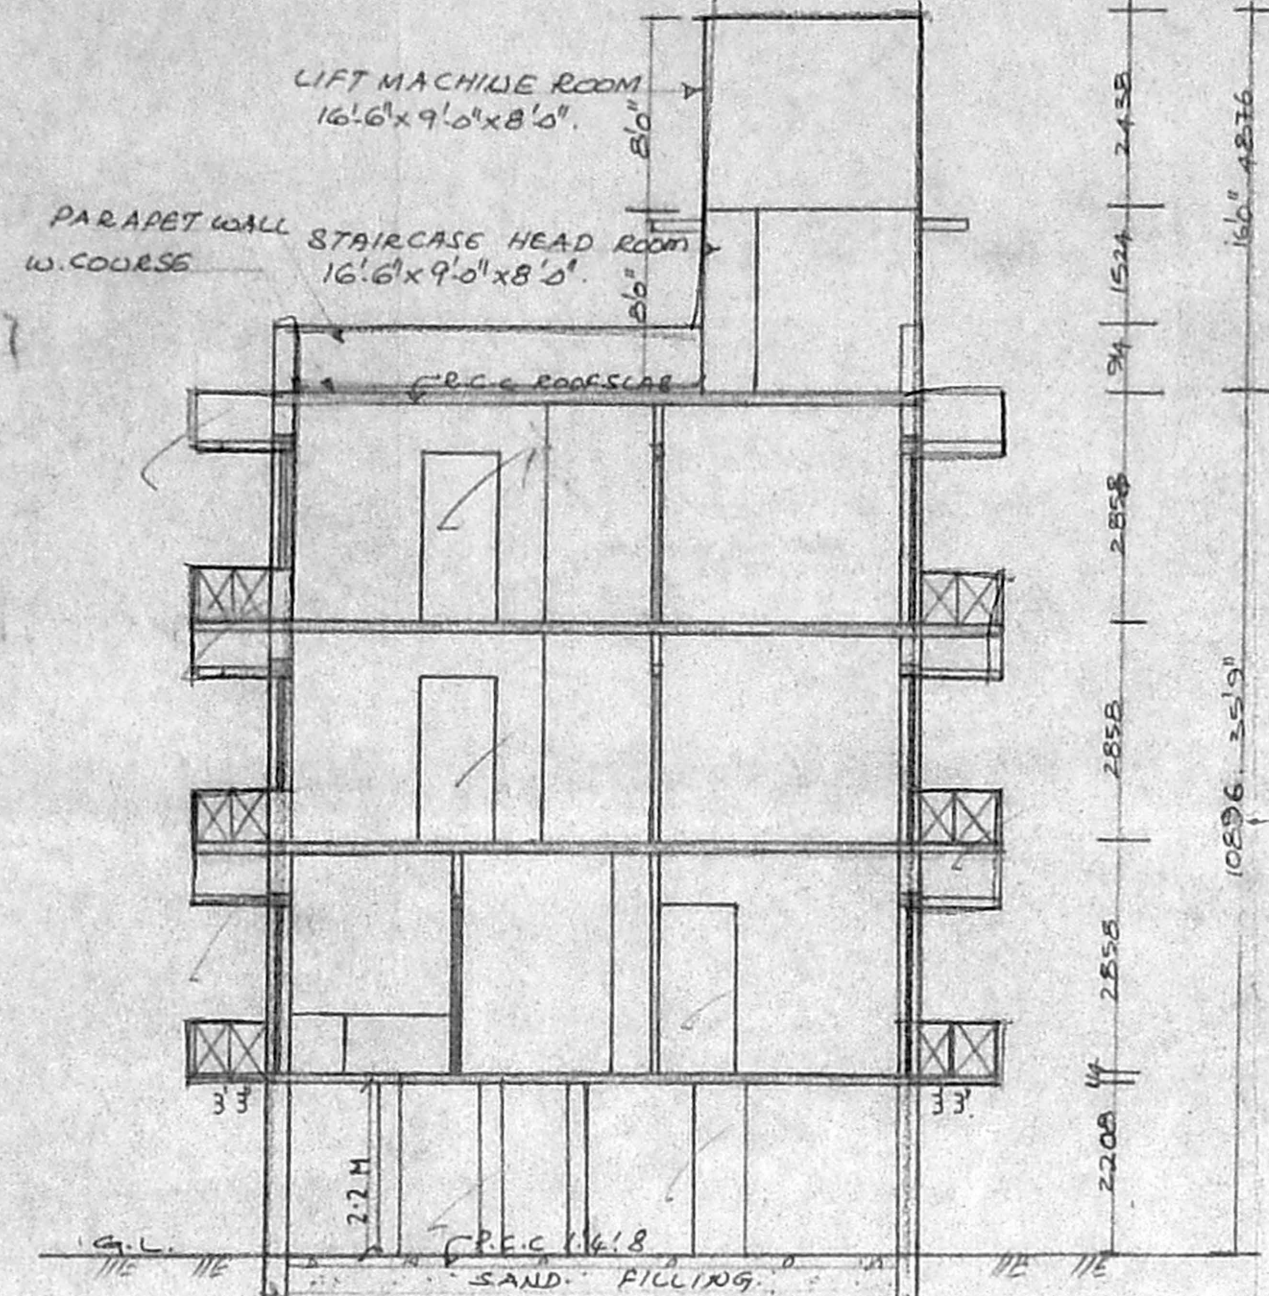 LIFT MACHINE ROOM
16'-6"x9'-0"x8'-0".
8'0"
2438
16'0" 4876
PARAPET WALL
W. COURSE
STAIRCASE HEAD ROOM
16'-6"x9'-0"x8'-0".
8'0"
1524
914
R.C.C ROOF SLAB
2858
2858
10896. 35'9"
2858
3' 3'
3 3'.
2208
2.2 M
G.L.
P.C.C 1:4:8
SAND. FILLING.